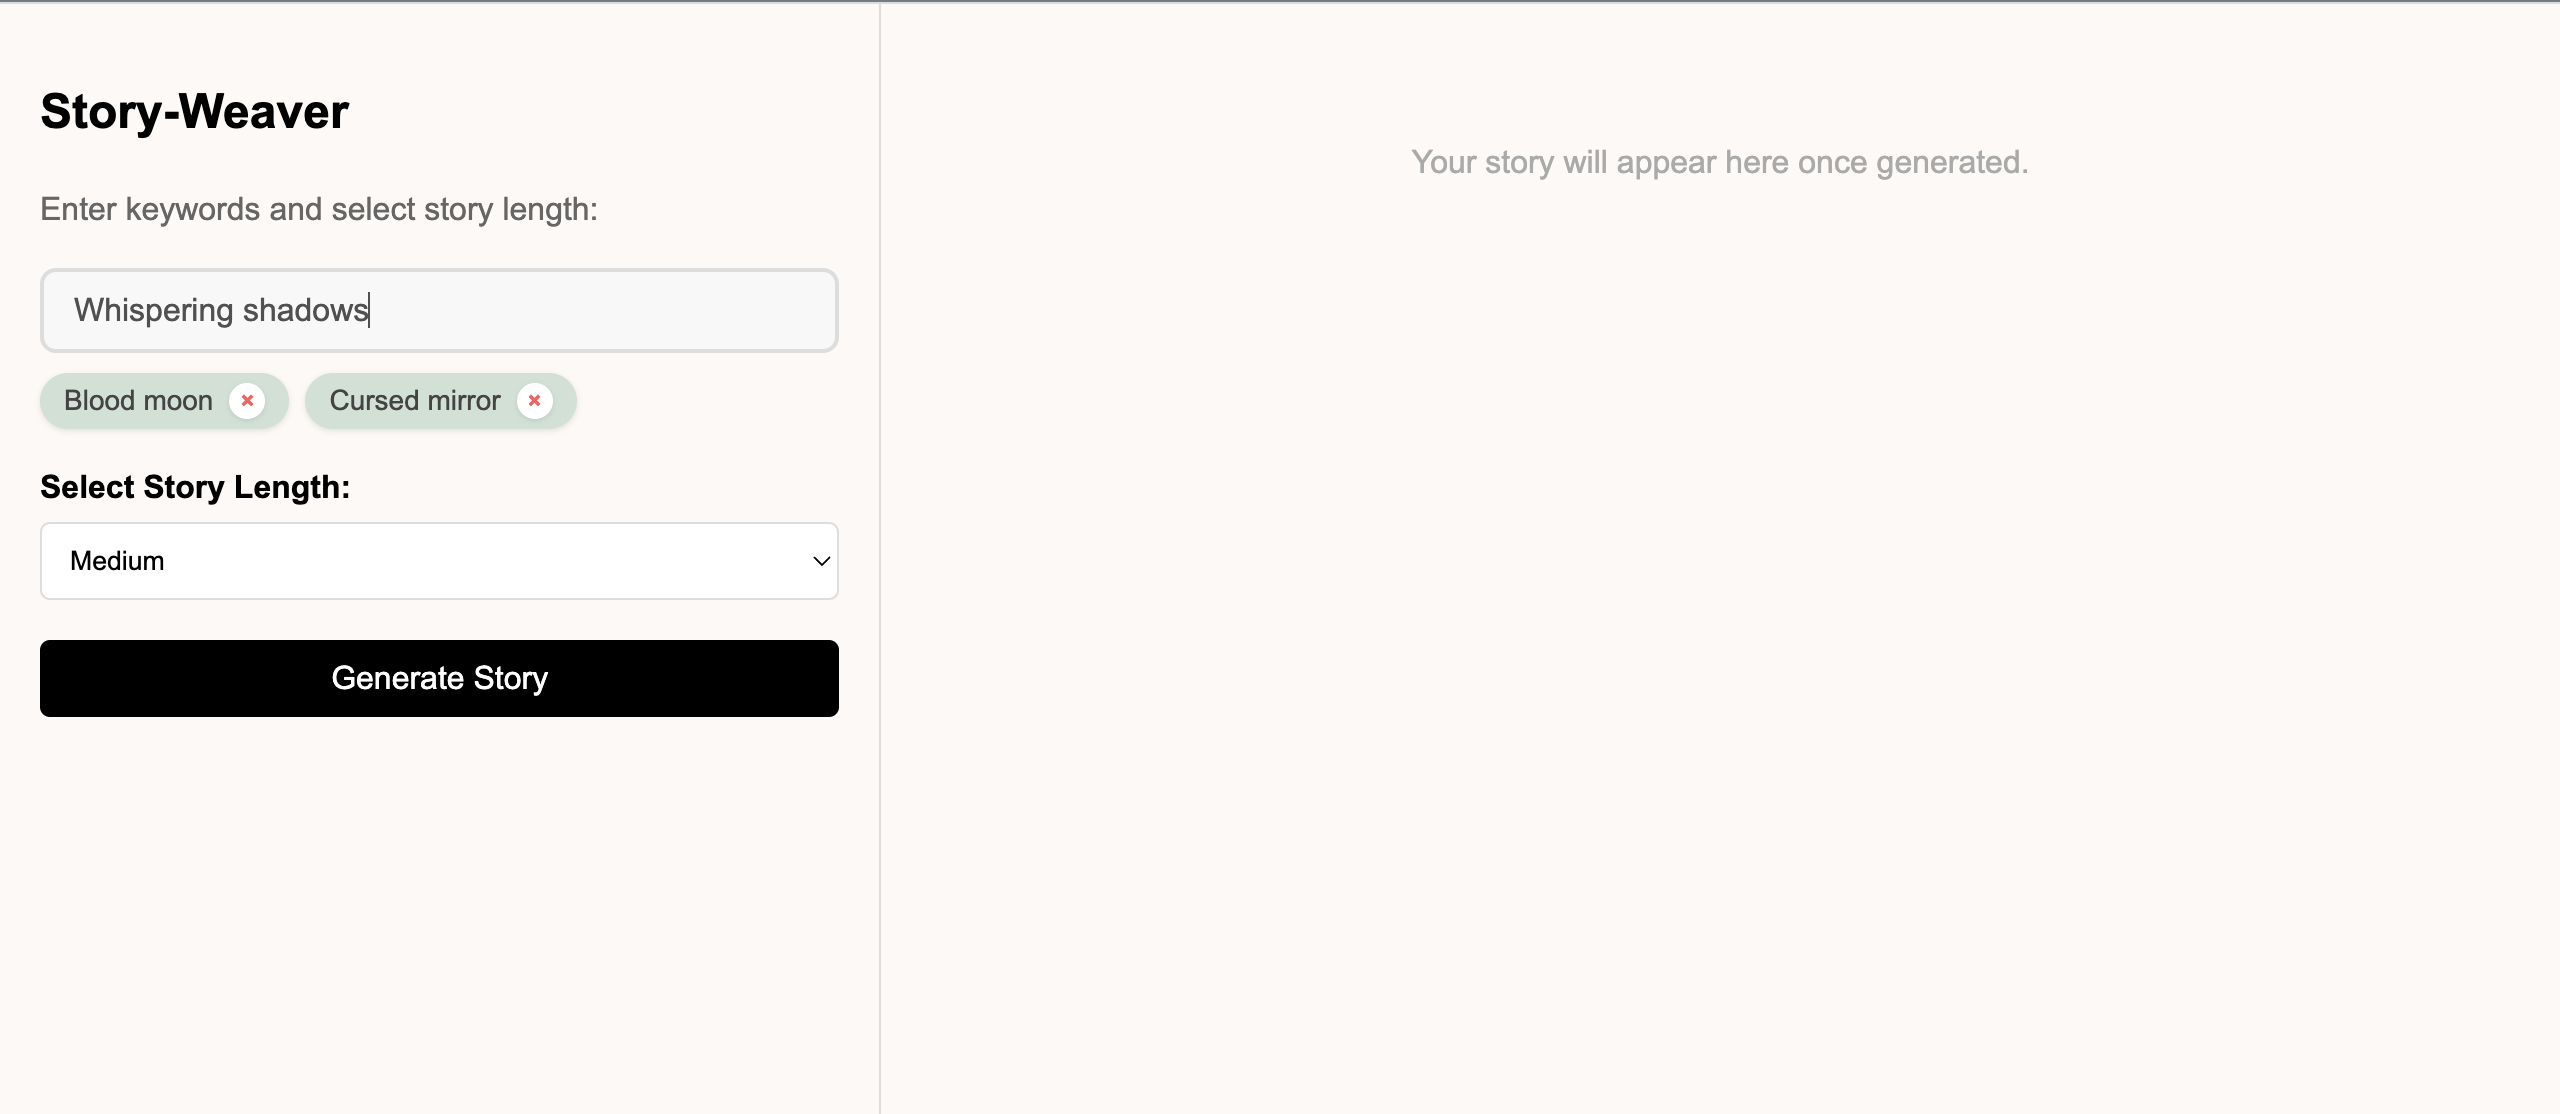 Story-Weaver
Enter keywords and select story length:
Whispering shadows
Blood moon
Cursed mirror
Select Story Length:
Medium
Generate Story
Your story will appear here once generated.